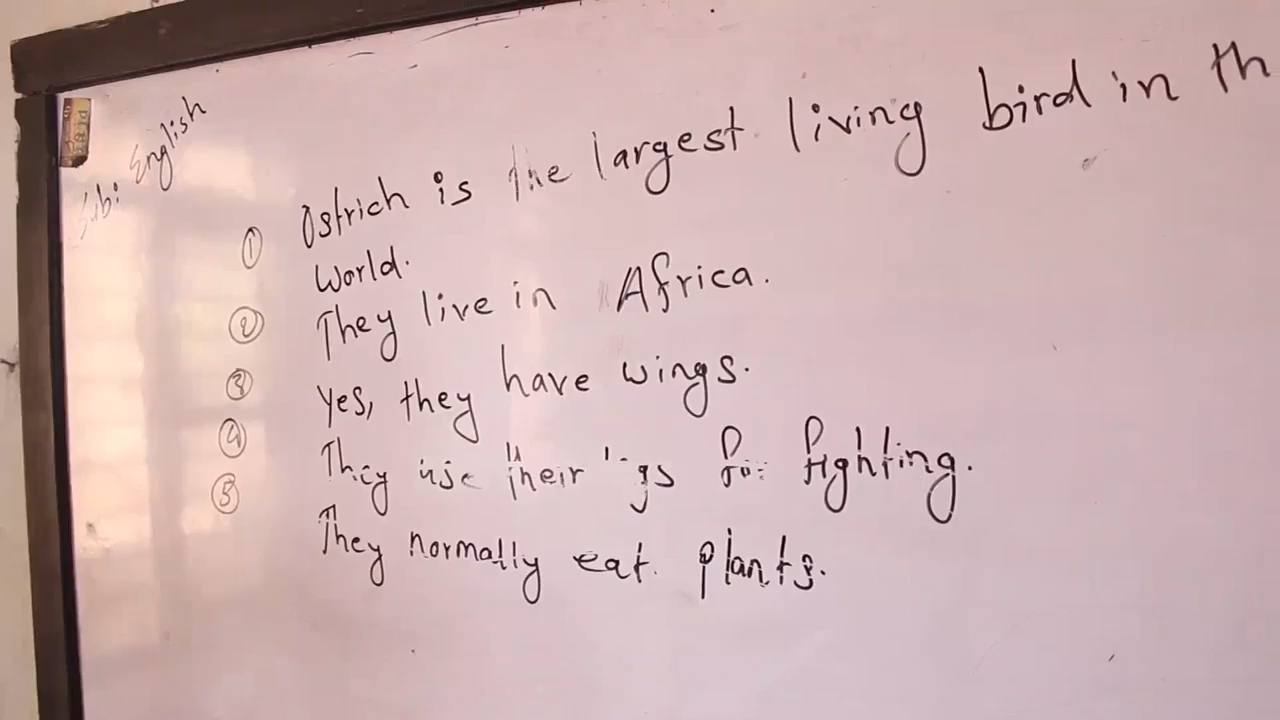 Sub: English
① Ostrich is the largest living bird in th
World.
② They live in Africa.
③ Yes, they have wings.
④ They use their for fighting.
⑤ They normally eat plants.